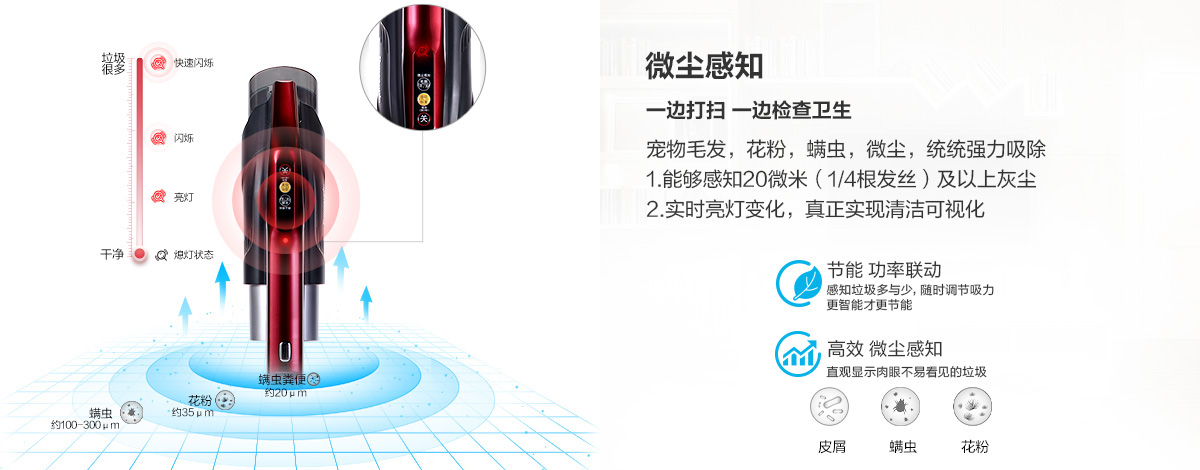 垃圾
很多
快速闪烁
闪烁
亮灯
干净
熄灯状态
关
螨虫粪便
约20μm
花粉
约35μm
螨虫
约100-300μm
微尘感知
一边打扫 一边检查卫生
宠物毛发，花粉，螨虫，微尘，统统强力吸除
1.能够感知20微米（1/4根发丝）及以上灰尘
2.实时亮灯变化，真正实现清洁可视化
节能 功率联动
感知垃圾多与少, 随时调节吸力
更智能才更节能
高效 微尘感知
直观显示肉眼不易看见的垃圾
皮屑
螨虫
花粉